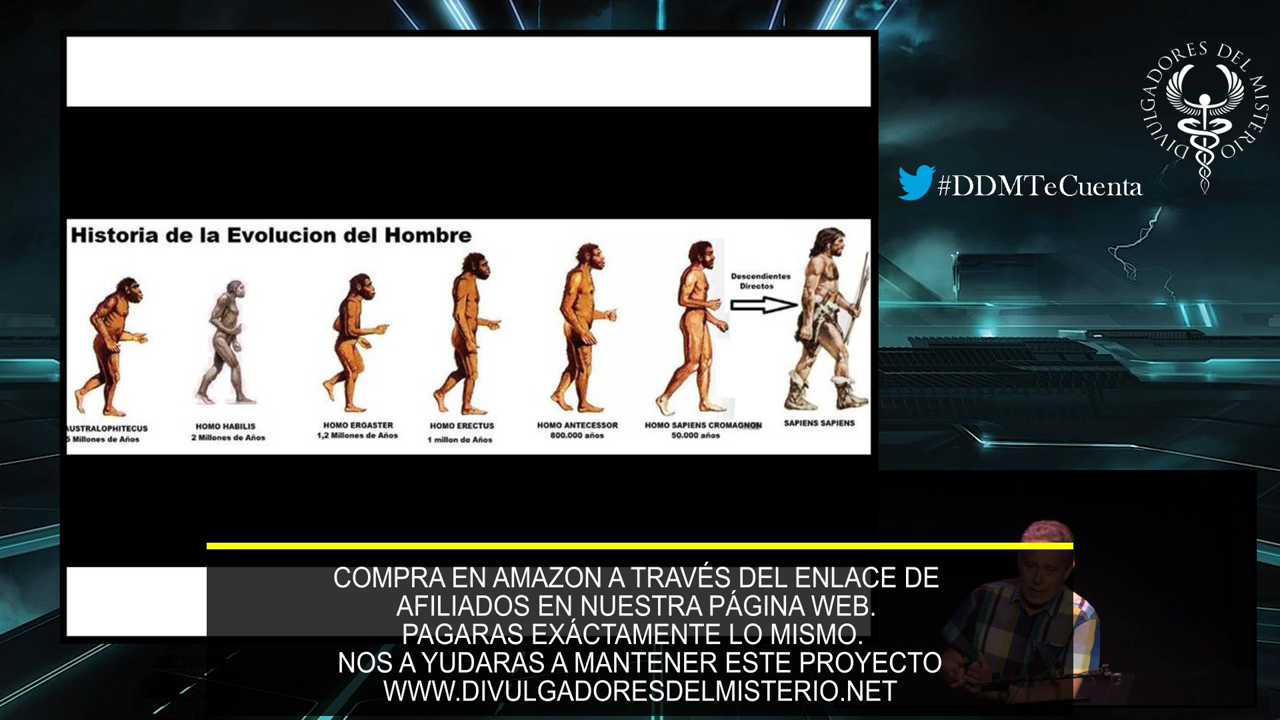 DIVULGADORES DEL MISTERIO
#DDMTeCuenta
Historia de la Evolucion del Hombre
Descendientes
Directos
AUSTRALOPHITECUS
5 Millones de Años
HOMO HABILIS
2 Millones de Años
HOMO ERGASTER
1,2 Millones de Años
HOMO ERECTUS
1 millon de Años
HOMO ANTECESSOR
800.000 años
HOMO SAPIENS CROMAGNON
50.000 años
SAPIENS SAPIENS
COMPRA EN AMAZON A TRAVÉS DEL ENLACE DE
AFILIADOS EN NUESTRA PÁGINA WEB.
PAGARAS EXÁCTAMENTE LO MISMO.
NOS A YUDARAS A MANTENER ESTE PROYECTO
WWW.DIVULGADORESDELMISTERIO.NET